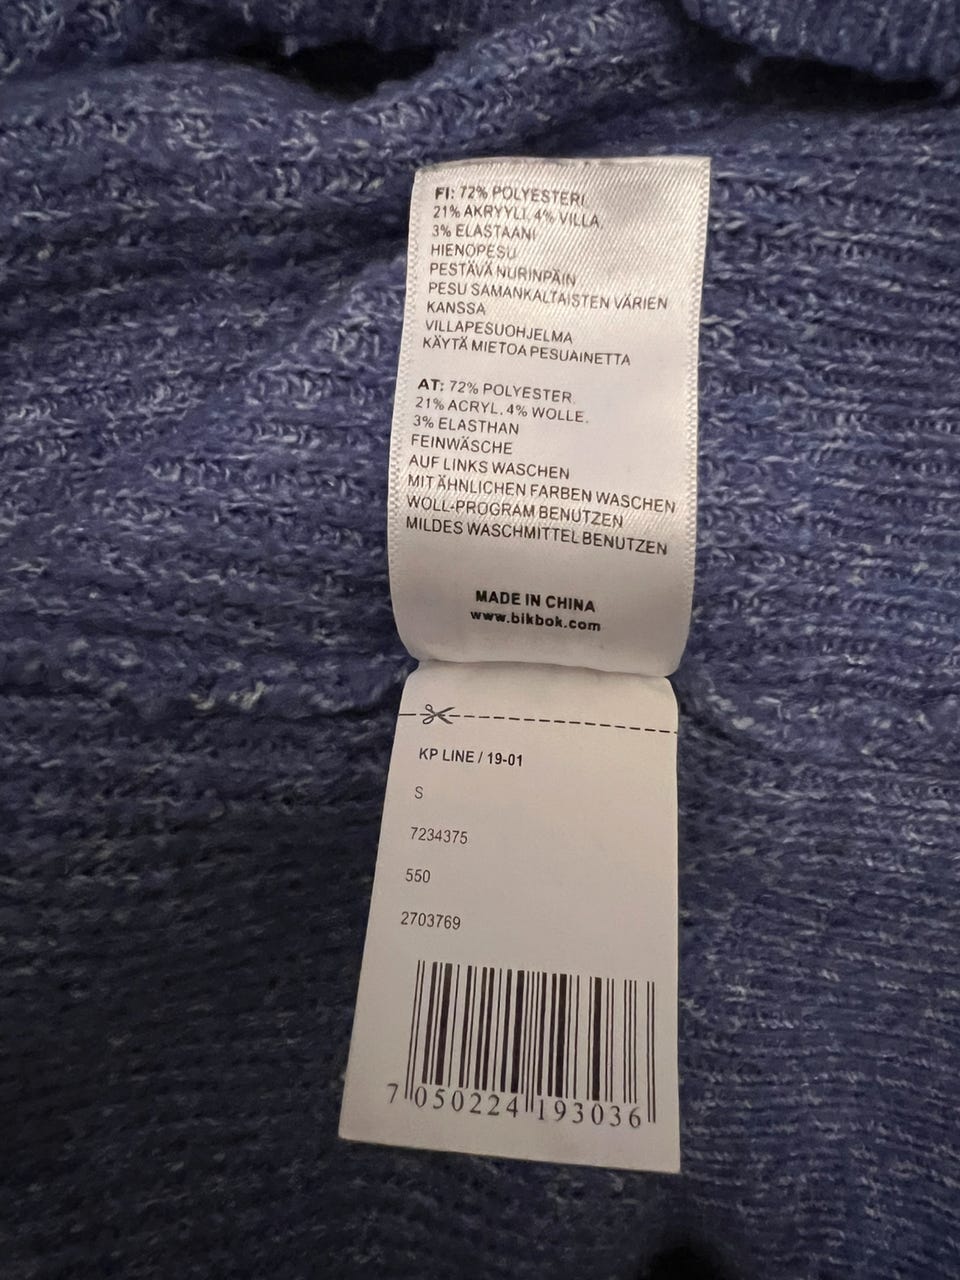 FI: 72% POLYESTERI,
21% AKRYYLI, 4% VILLA,
3% ELASTAANI
HIENOPESU
PESTÄVÄ NURINPÄIN
PESU SAMANKALTAISTEN VÄRIEN
KANSSA
VILLAPESUOHJELMA
KÄYTÄ MIETOA PESUAINETTA
AT: 72% POLYESTER,
21% ACRYL, 4% WOLLE,
3% ELASTHAN
FEINWÄSCHE
AUF LINKS WASCHEN
MIT ÄHNLICHEN FARBEN WASCHEN
WOLL-PROGRAM BENUTZEN
MILDES WASCHMITTEL BENUTZEN
MADE IN CHINA
www.bikbok.com
KP LINE / 19-01
S
7234375
550
2703769
7 050224 193036